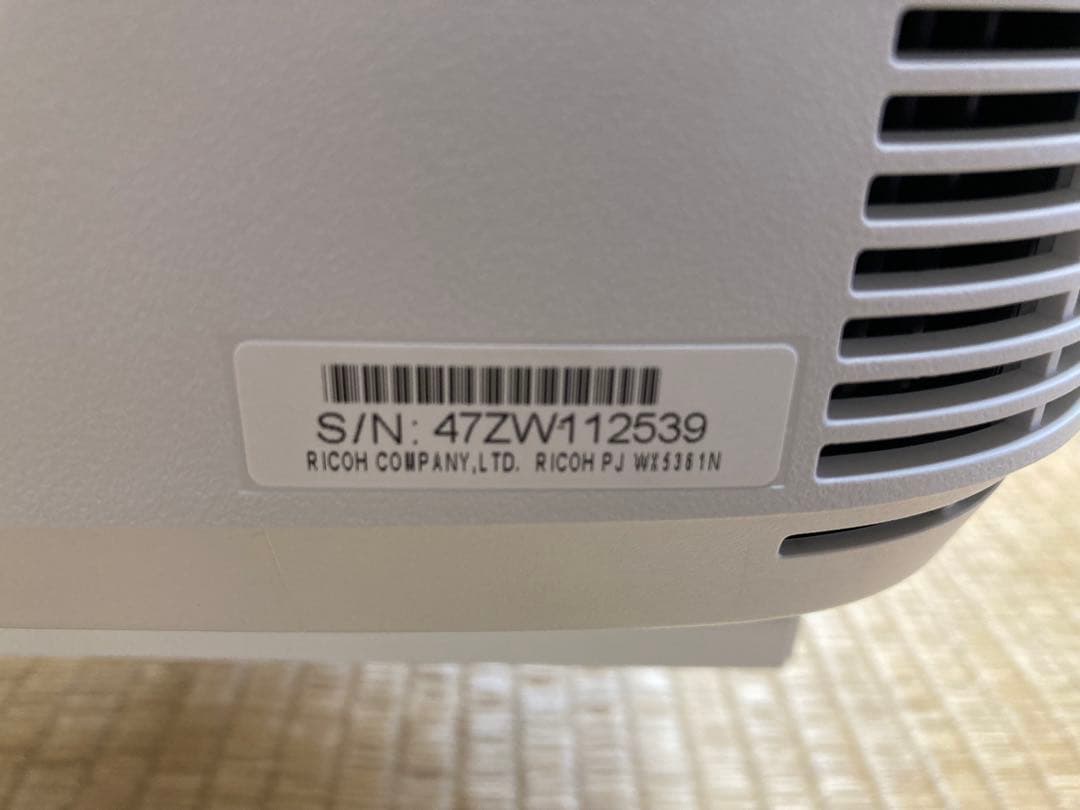 S/N: 47ZW112539
RICOH COMPANY,LTD. RICOH PJ WX5361N